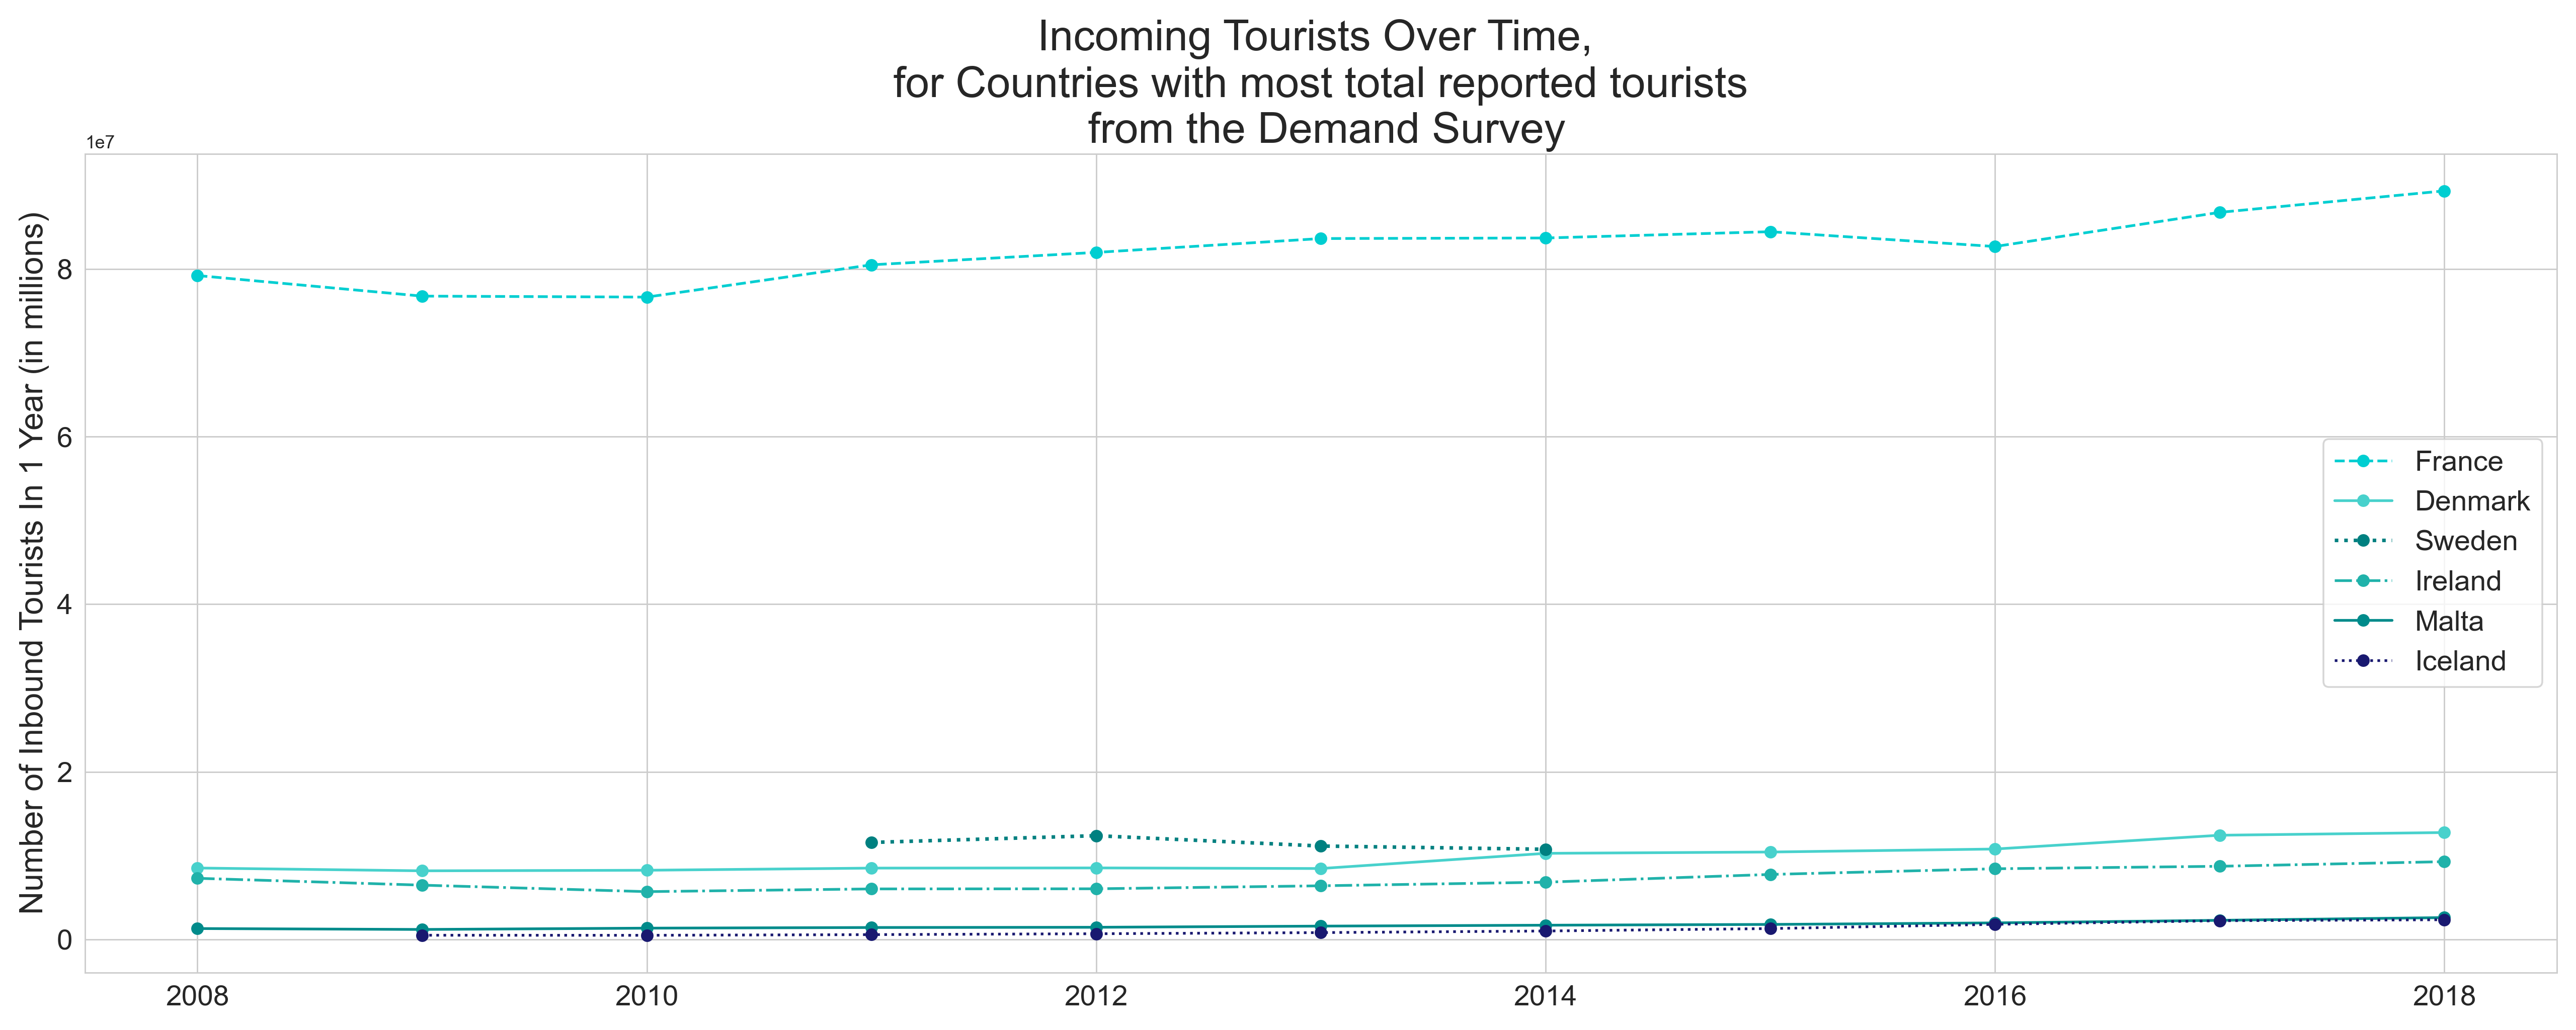 Incoming Tourists Over Time,
for Countries with most total reported tourists
from the Demand Survey
1e7
Number of Inbound Tourists In 1 Year (in millions)
8
6
4
2
0
France
Denmark
Sweden
Ireland
Malta
Iceland
2008
2010
2012
2014
2016
2018